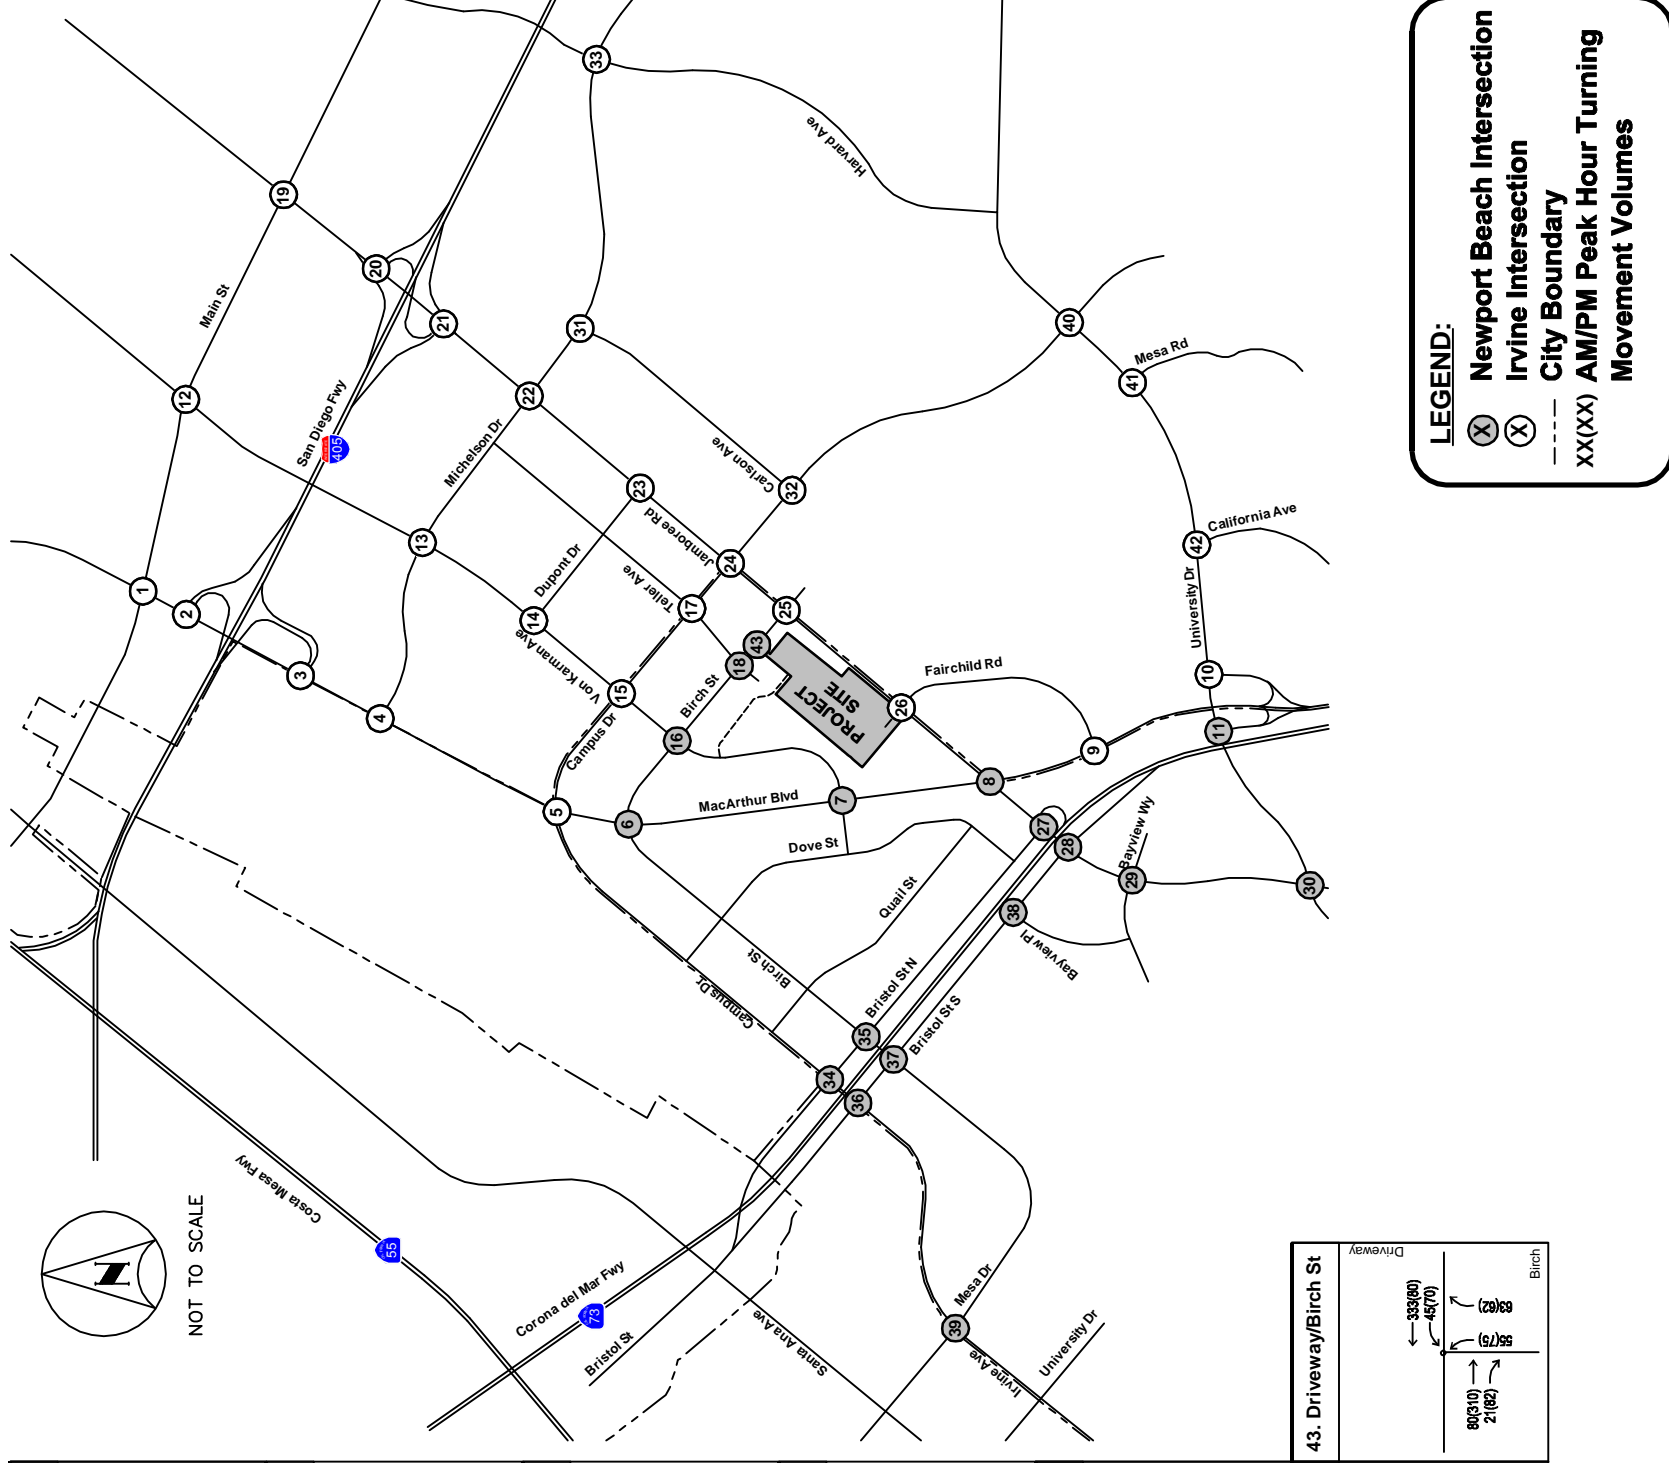 19
33
Harvard Ave
12
Main St
20
21
31
1
2
San Diego Fwy
405
22
Michelson Dr
Carlson Ave
3
13
23
32
Jamboree Rd
Dupont Dr
Teller Ave
24
4
14
Von Karman Ave
17
25
43
18
15
Birch St
Campus Dr
16
PROJECT
SITE
26
Fairchild Rd
5
6
MacArthur Blvd
7
8
9
10
11
University Dr
42
California Ave
41
Mesa Rd
40
Dove St
27
28
Bayview Wy
29
30
Quail St
38
Bayview Pl
Birch St
Campus Dr
Bristol St N
Bristol St S
35
37
34
36
Costa Mesa Fwy
55
NOT TO SCALE
N
Corona del Mar Fwy
73
Bristol St
Santa Ana Ave
39
Mesa Dr
Irvine Ave
University Dr
LEGEND:
X Newport Beach Intersection
X Irvine Intersection
City Boundary
XX(XX) AM/PM Peak Hour Turning
Movement Volumes
43. Driveway/Birch St
Driveway
333(80)
45(70)
63(62)
55(75)
80(310)
21(82)
Birch